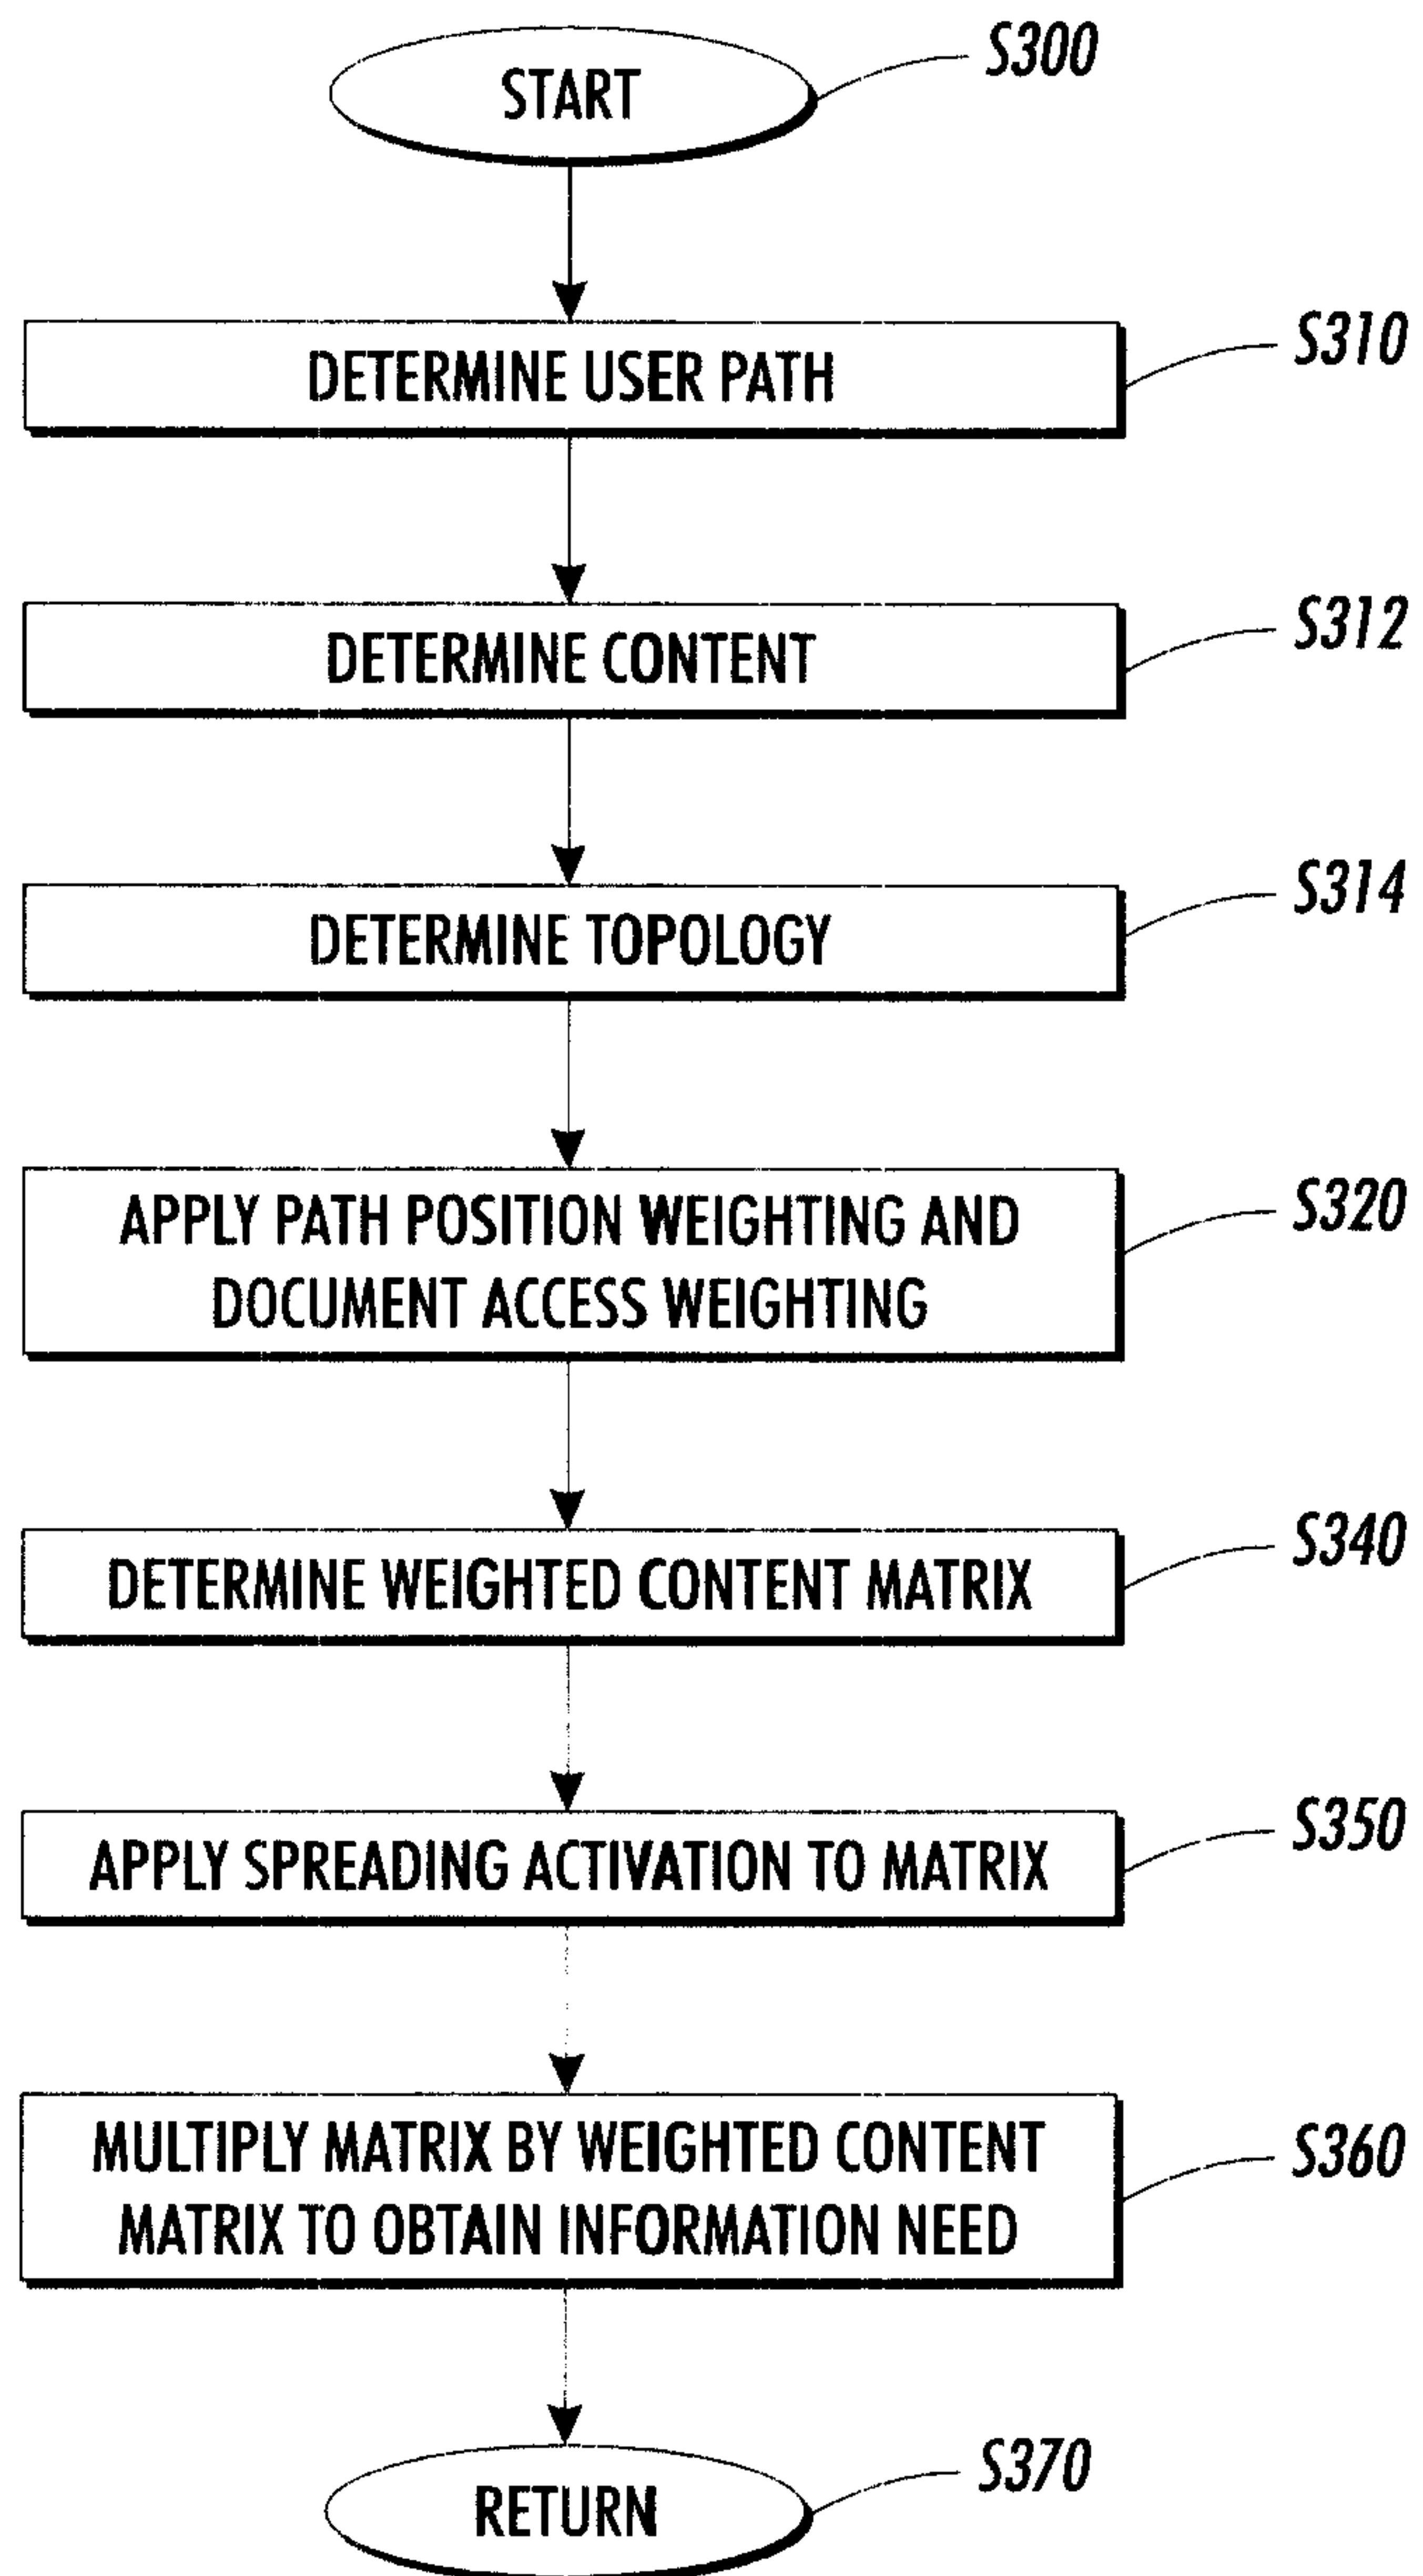 START
S300
DETERMINE USER PATH
S310
DETERMINE CONTENT
S312
DETERMINE TOPOLOGY
S314
APPLY PATH POSITION WEIGHTING AND
DOCUMENT ACCESS WEIGHTING
S320
DETERMINE WEIGHTED CONTENT MATRIX
S340
APPLY SPREADING ACTIVATION TO MATRIX
S350
MULTIPLY MATRIX BY WEIGHTED CONTENT
MATRIX TO OBTAIN INFORMATION NEED
S360
RETURN
S370